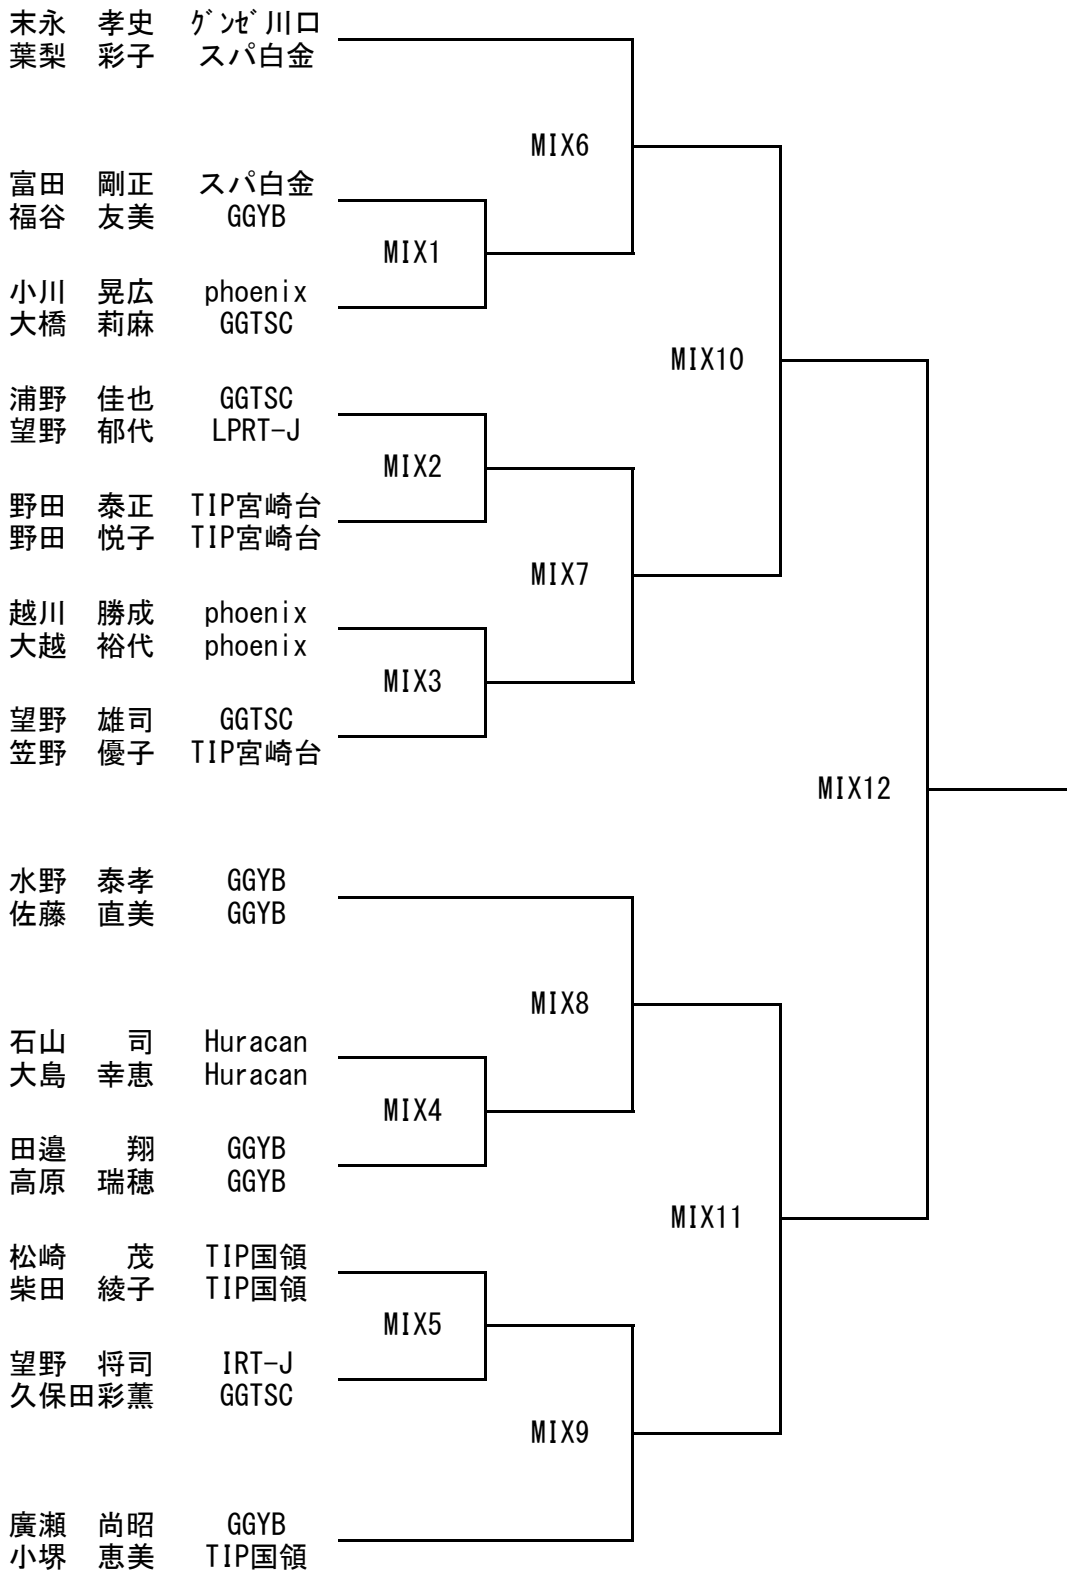 末永　孝史　ｸﾞﾝｾﾞ川口
葉梨　彩子　スパ白金
MIX6
富田　剛正　スパ白金
福谷　友美　GGYB
MIX1
小川　晃広　phoenix
大橋　莉麻　GGTSC
MIX10
浦野　佳也　GGTSC
望野　郁代　LPRT-J
MIX2
野田　泰正　TIP宮崎台
野田　悦子　TIP宮崎台
MIX7
越川　勝成　phoenix
大越　裕代　phoenix
MIX3
望野　雄司　GGTSC
笠野　優子　TIP宮崎台
MIX12
水野　泰孝　GGYB
佐藤　直美　GGYB
MIX8
石山　　司　Huracan
大島　幸恵　Huracan
MIX4
田邉　　翔　GGYB
高原　瑞穂　GGYB
MIX11
松崎　　茂　TIP国領
柴田　綾子　TIP国領
MIX5
望野　将司　IRT-J
久保田彩薫　GGTSC
MIX9
廣瀬　尚昭　GGYB
小堺　恵美　TIP国領